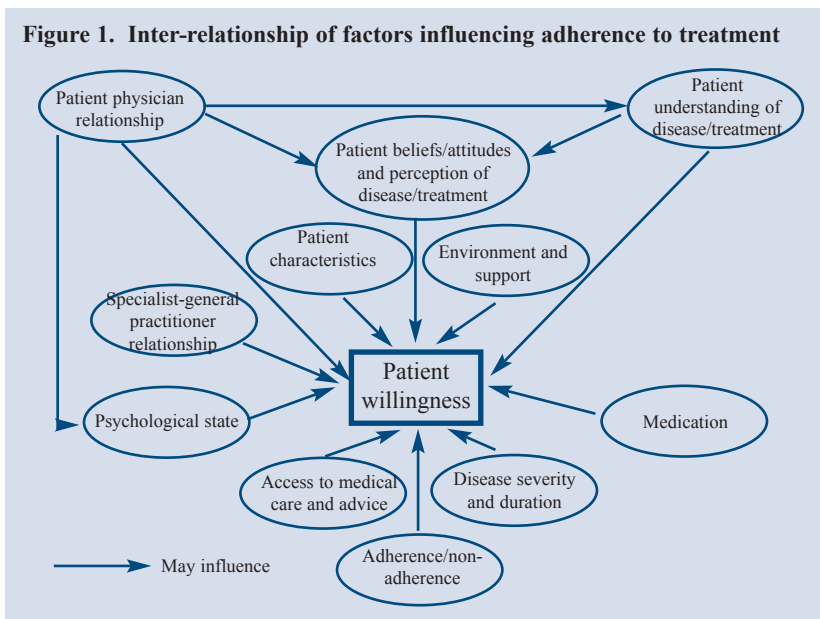 Figure 1. Inter-relationship of factors influencing adherence to treatment
Patient physician
relationship
Patient
understanding of
disease/treatment
Patient beliefs/attitudes
and perception of
disease/treatment
Patient
characteristics
Environment and
support
Specialist-general
practitioner
relationship
Patient
willingness
Psychological state
Medication
Access to medical
care and advice
Disease severity
and duration
Adherence/non-
adherence
May influence